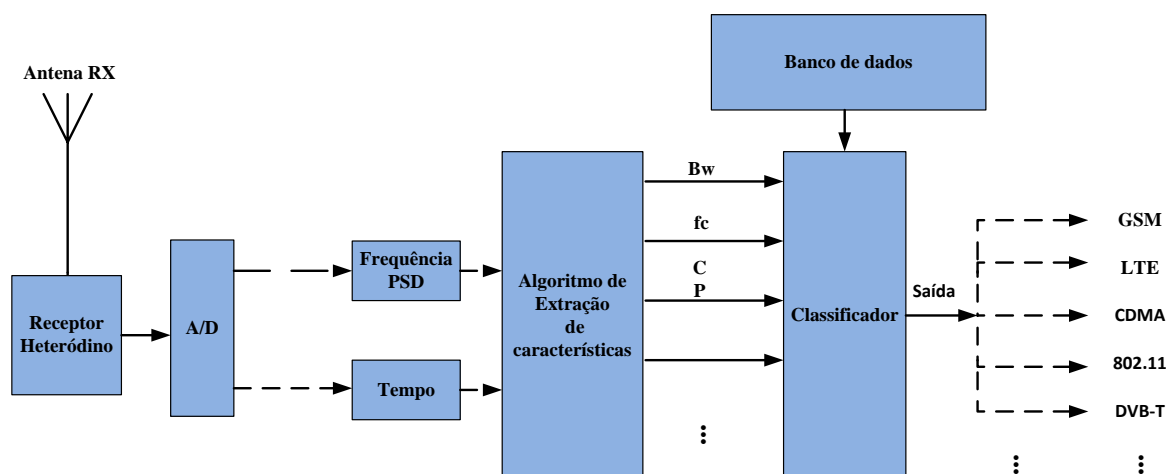 Banco de dados
Antena RX
Bw
fc
C
P
Frequência
PSD
Tempo
A/D
Receptor
Heteródino
Algoritmo de
Extração
de
características
Classificador
Saída
GSM
LTE
CDMA
802.11
DVB-T